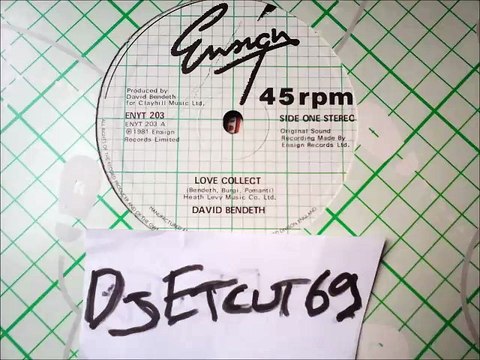 Ensign
45 rpm
Produced by
David Bendeth
for Clayhill Music Ltd.
ENYT 203
ENYT 203 A
℗1981 Ensign
Records Limited
SIDE ONE STEREO
Original Sound
Recording Made By
Ensign Records Ltd.
LOVE COLLECT
(Bendeth, Burgi, Pomanti)
Heath Levy Music Co. Ltd.
DAVID BENDETH
DJETCUT69